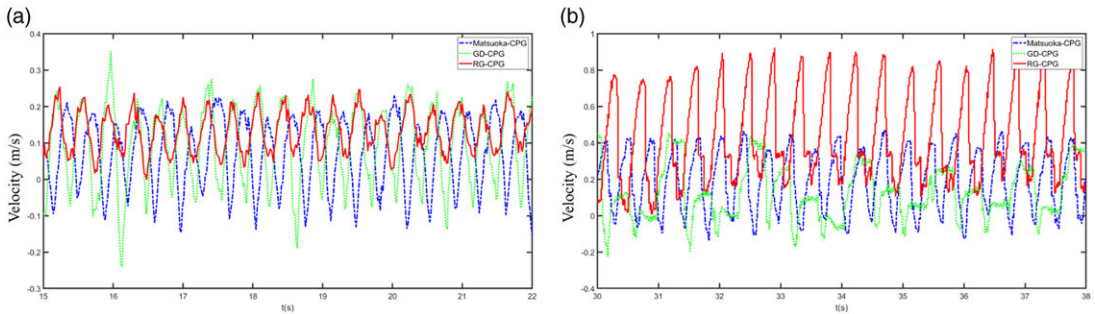 (a)
0.4
0.3
0.2
0.1
0
-0.1
-0.2
-0.3
Velocity (m/s)
15 16 17 18 19 20 21 22
t(s)
Matsuoka-CPG
GD-CPG
RG-CPG
(b)
1
0.8
0.6
0.4
0.2
0
-0.2
-0.4
Velocity (m/s)
30 31 32 33 34 35 36 37 38
t(s)
Matsuoka-CPG
GD-CPG
RG-CPG